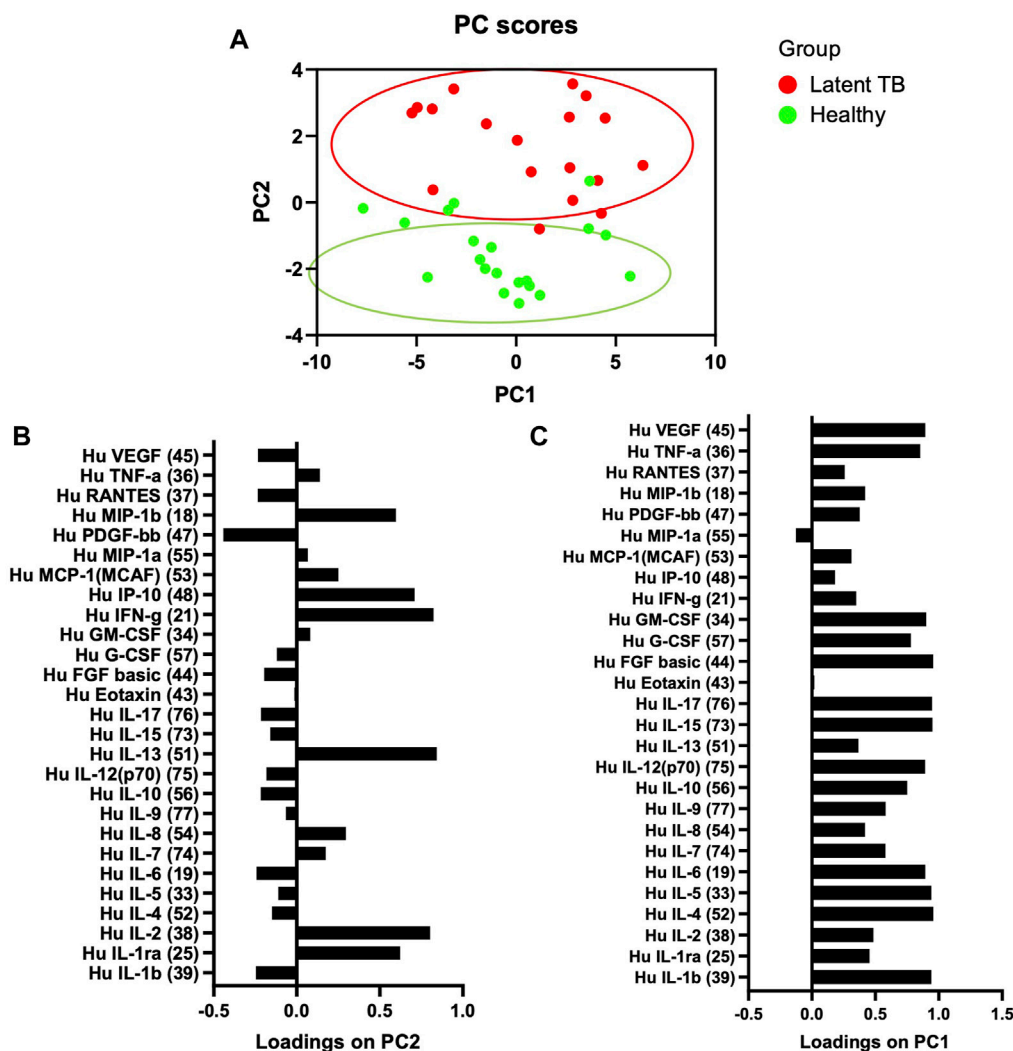 A
PC scores
Group
Latent TB
Healthy
4
2
0
-2
-4
PC2
-10
-5
0
5
10
PC1
B
Hu VEGF (45)
Hu TNF-a (36)
Hu RANTES (37)
Hu MIP-1b (18)
Hu PDGF-bb (47)
Hu MIP-1a (55)
Hu MCP-1(MCAF) (53)
Hu IP-10 (48)
Hu IFN-g (21)
Hu GM-CSF (34)
Hu G-CSF (57)
Hu FGF basic (44)
Hu Eotaxin (43)
Hu IL-17 (76)
Hu IL-15 (73)
Hu IL-13 (51)
Hu IL-12(p70) (75)
Hu IL-10 (56)
Hu IL-9 (77)
Hu IL-8 (54)
Hu IL-7 (74)
Hu IL-6 (19)
Hu IL-5 (33)
Hu IL-4 (52)
Hu IL-2 (38)
Hu IL-1ra (25)
Hu IL-1b (39)
-0.5
0.0
0.5
1.0
Loadings on PC2
C
Hu VEGF (45)
Hu TNF-a (36)
Hu RANTES (37)
Hu MIP-1b (18)
Hu PDGF-bb (47)
Hu MIP-1a (55)
Hu MCP-1(MCAF) (53)
Hu IP-10 (48)
Hu IFN-g (21)
Hu GM-CSF (34)
Hu G-CSF (57)
Hu FGF basic (44)
Hu Eotaxin (43)
Hu IL-17 (76)
Hu IL-15 (73)
Hu IL-13 (51)
Hu IL-12(p70) (75)
Hu IL-10 (56)
Hu IL-9 (77)
Hu IL-8 (54)
Hu IL-7 (74)
Hu IL-6 (19)
Hu IL-5 (33)
Hu IL-4 (52)
Hu IL-2 (38)
Hu IL-1ra (25)
Hu IL-1b (39)
-0.5
0.0
0.5
1.0
1.5
Loadings on PC1